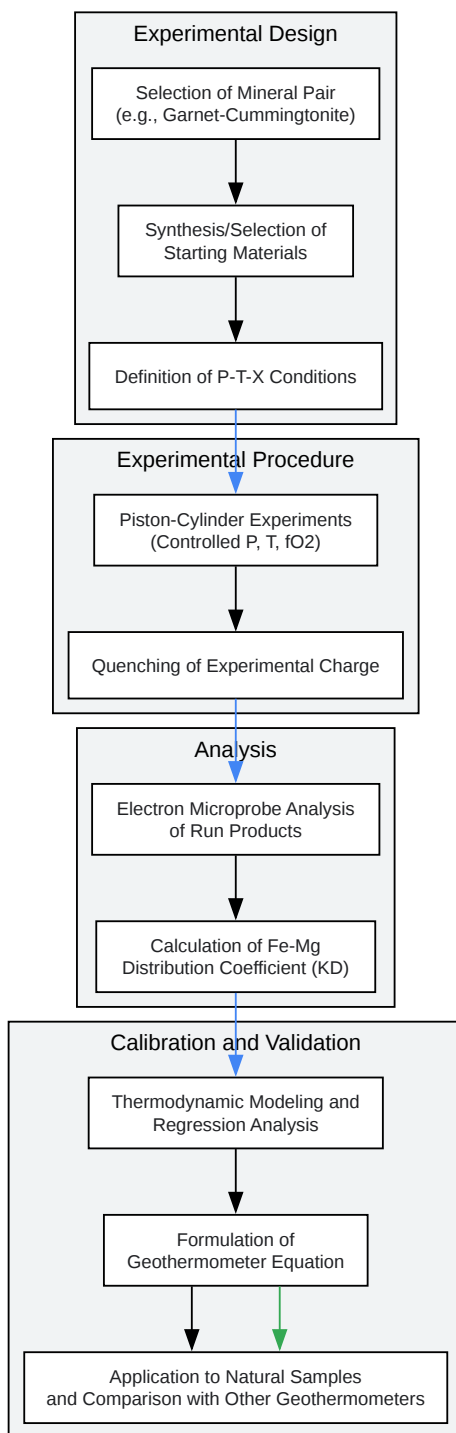 Experimental Design
Selection of Mineral Pair
(e.g., Garnet-Cummingtonite)
Synthesis/Selection of
Starting Materials
Definition of P-T-X Conditions
Experimental Procedure
Piston-Cylinder Experiments
(Controlled P, T, fO2)
Quenching of Experimental Charge
Analysis
Electron Microprobe Analysis
of Run Products
Calculation of Fe-Mg
Distribution Coefficient (KD)
Calibration and Validation
Thermodynamic Modeling and
Regression Analysis
Formulation of
Geothermometer Equation
Application to Natural Samples
and Comparison with Other Geothermometers